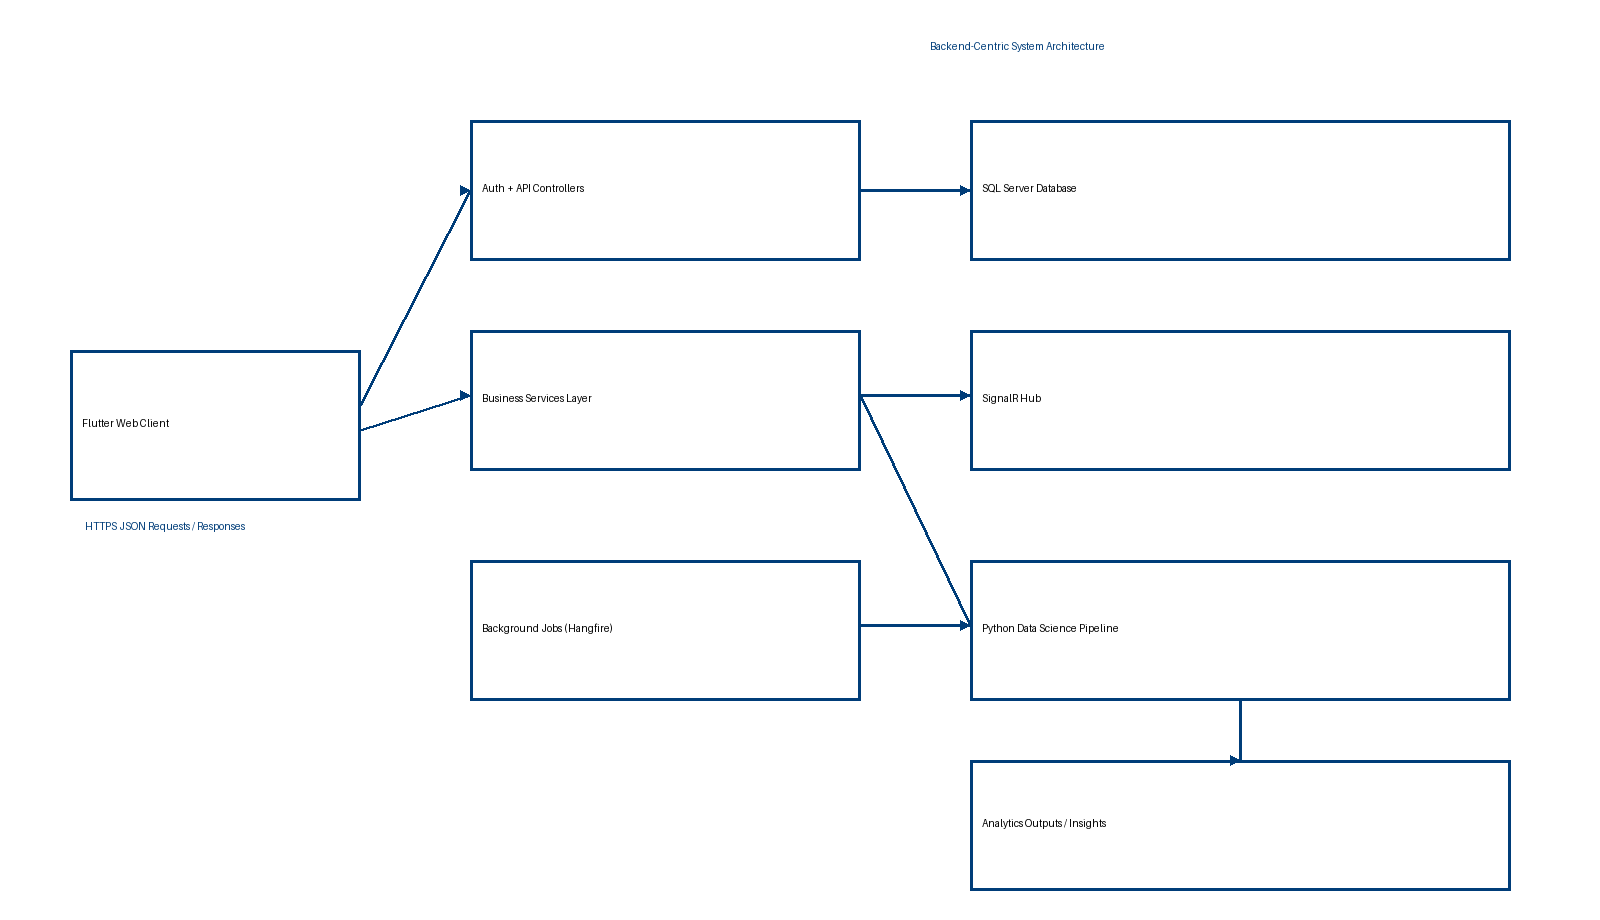 Backend-Centric System Architecture
Auth + API Controllers
SQL Server Database
Flutter Web Client
Business Services Layer
SignalR Hub
HTTPS JSON Requests / Responses
Background Jobs (Hangfire)
Python Data Science Pipeline
Analytics Outputs / Insights